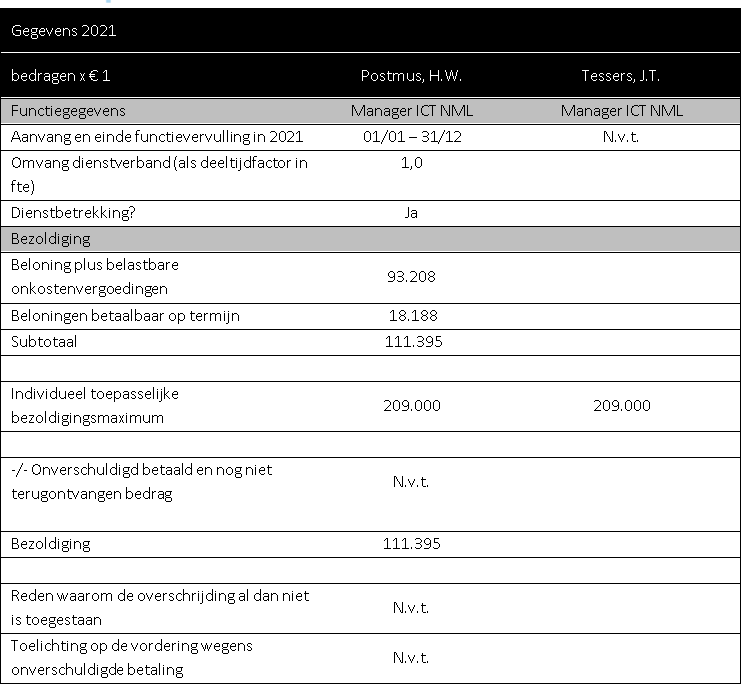 Gegevens 2021
bedragen x € 1 Postmus, H.W. Tessers, J.T.
Functiegegevens Manager ICT NML Manager ICT NML
Aanvang en einde functievervulling in 2021 01/01 – 31/12 N.v.t.
Omvang dienstverband (als deeltijdfactor in 1,0
fte)
Dienstbetrekking? Ja
Bezoldiging
Beloning plus belastbare
onkostenvergoedingen 93.208
Beloningen betaalbaar op termijn 18.188
Subtotaal 111.395
Individueel toepasselijke
bezoldigingsmaximum 209.000 209.000
-/- Onverschuldigd betaald en nog niet
terugontvangen bedrag N.v.t.
Bezoldiging 111.395
Reden waarom de overschrijding al dan niet
is toegestaan N.v.t.
Toelichting op de vordering wegens
onverschuldigde betaling N.v.t.